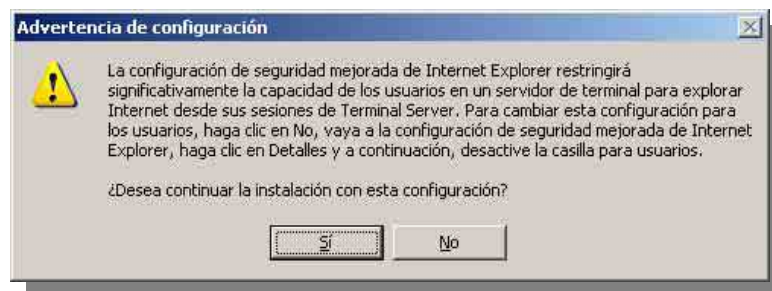 Advertencia de configuración
La configuración de seguridad mejorada de Internet Explorer restringirá
significativamente la capacidad de los usuarios en un servidor de terminal para explorar
Internet desde sus sesiones de Terminal Server. Para cambiar esta configuración para
los usuarios, haga clic en No, vaya a la configuración de seguridad mejorada de Internet
Explorer, haga clic en Detalles y a continuación, desactive la casilla para usuarios.
¿Desea continuar la instalación con esta configuración?
Sí
No